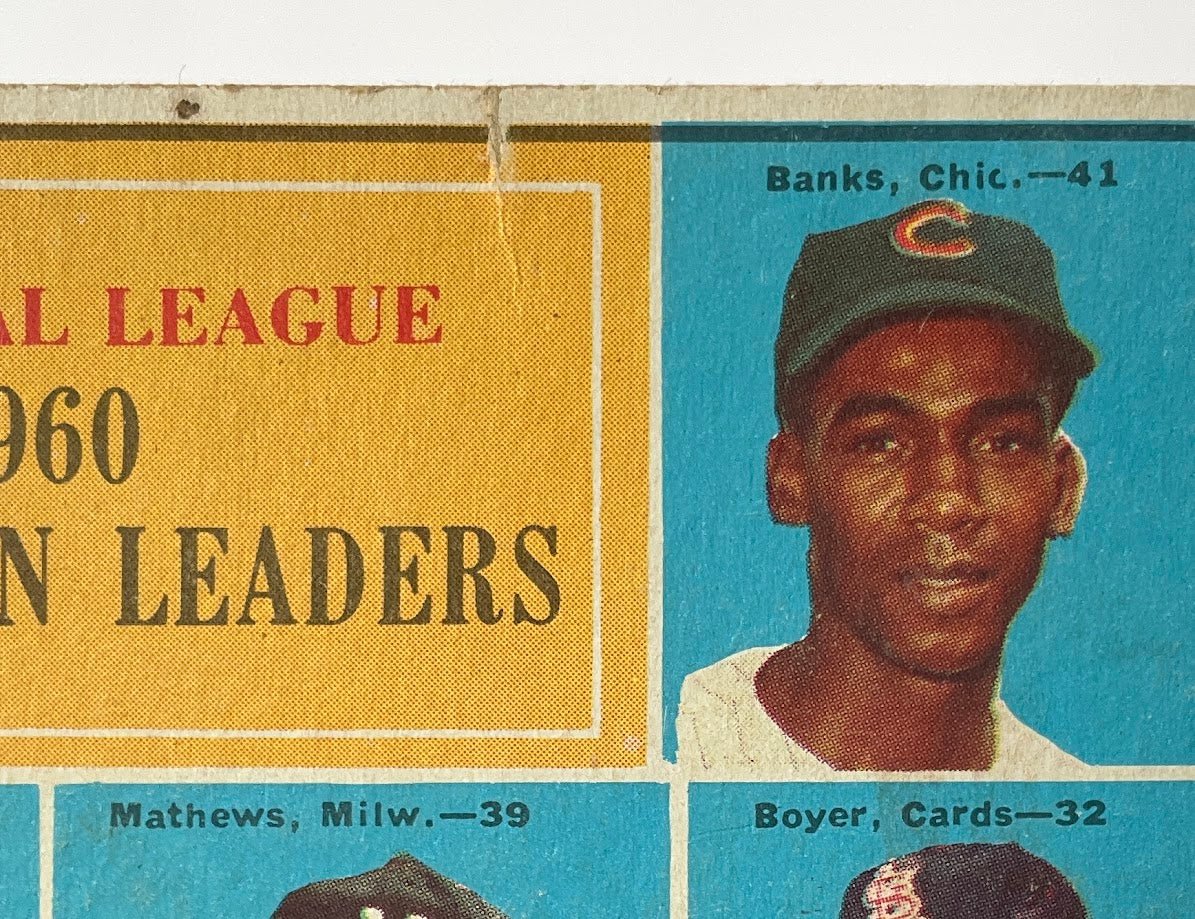 AL LEAGUE
960
N LEADERS
Banks, Chic.—41
C
Mathews, Milw.—39
Boyer, Cards—32